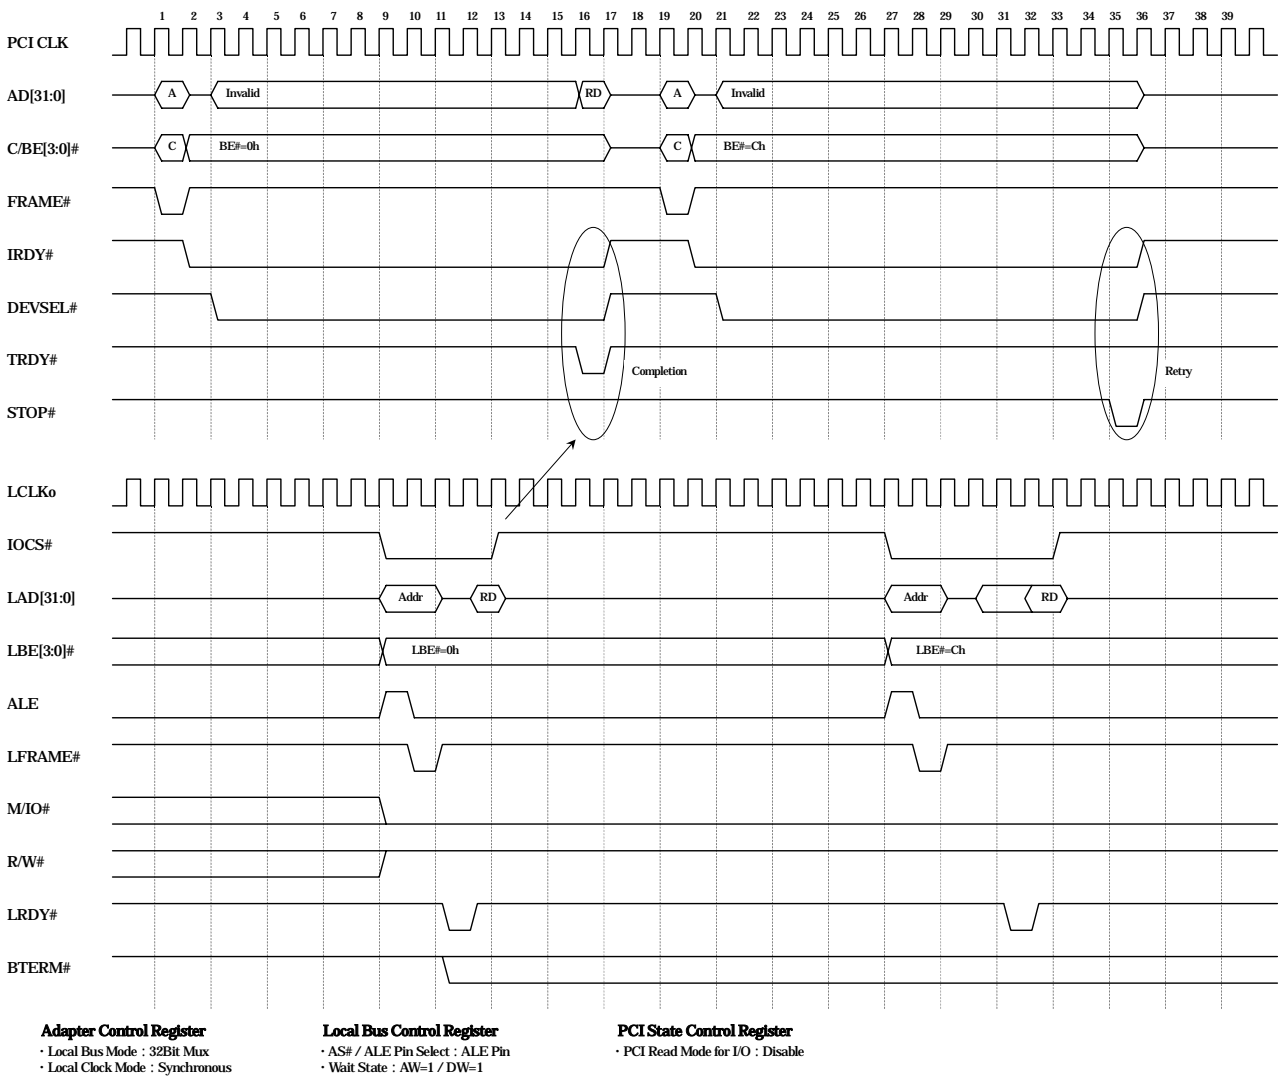 1 2 3 4 5 6 7 8 9 10 11 12 13 14 15 16 17 18 19 20 21 22 23 24 25 26 27 28 29 30 31 32 33 34 35 36 37 38 39
PCI CLK
AD[31:0] A Invalid RD A Invalid
C/BE[3:0]# C BE#=0h C BE#=Ch
FRAME#
IRDY#
DEVSEL#
TRDY#
Completion Retry
STOP#
LCLKo
IOCS#
LAD[31:0] Addr RD Addr RD
LBE[3:0]# LBE#=0h LBE#=Ch
ALE
LFRAME#
M/IO#
R/W#
LRDY#
BTERM#
Adapter Control Register
・Local Bus Mode : 32Bit Mux
・Local Clock Mode : Synchronous
Local Bus Control Register
・AS# / ALE Pin Select : ALE Pin
・Wait State : AW=1 / DW=1
PCI State Control Register
・PCI Read Mode for I/O : Disable